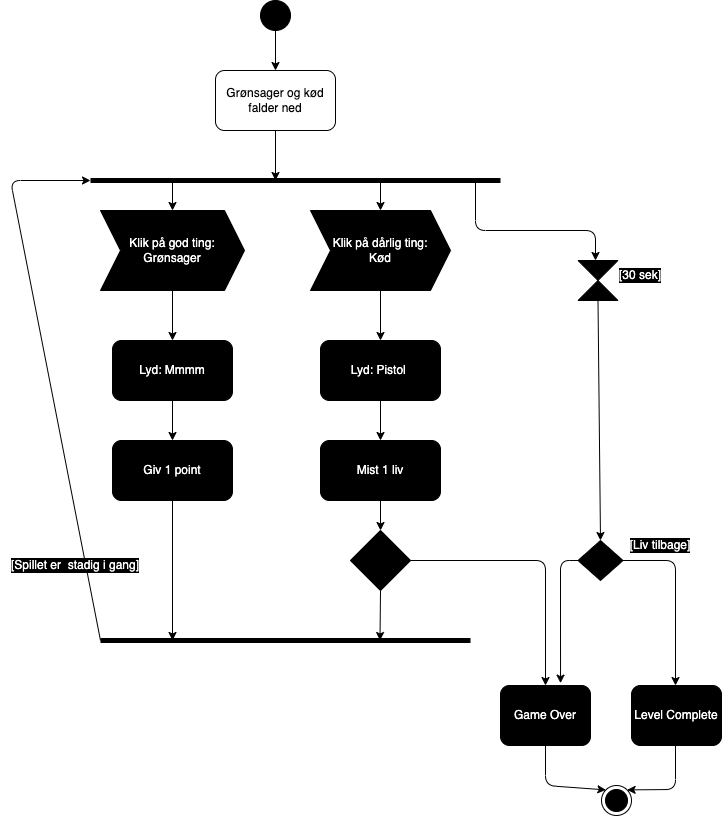 Grønsager og kød
falder ned
Klik på god ting:
Grønsager
Klik på dårlig ting:
Kød
[30 sek]
Lyd: Mmmm
Lyd: Pistol
Giv 1 point
Mist 1 liv
[Liv tilbage]
[Spillet er  stadig i gang]
Game Over
Level Complete